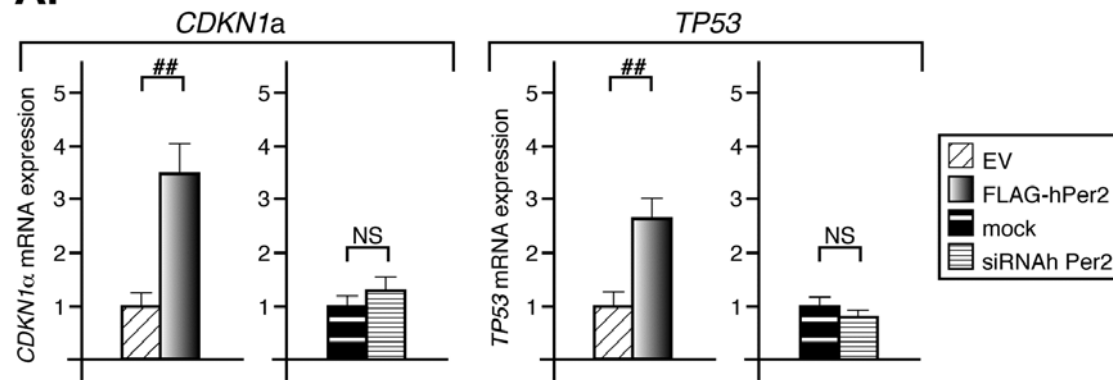 A.
CDKN1a
TP53
CDKN1α mRNA expression
5
4
3
2
1
##
5
4
3
2
1
NS
TP53 mRNA expression
5
4
3
2
1
##
5
4
3
2
1
NS
EV
FLAG-hPer2
mock
siRNAh Per2